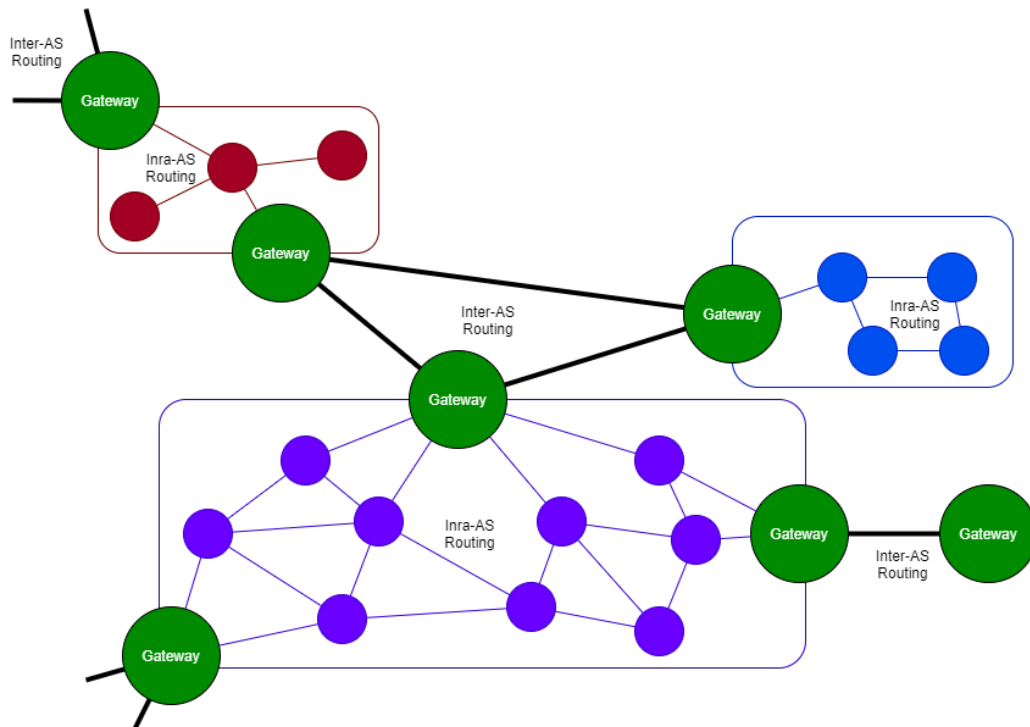 Inter-AS
Routing
Gateway
Inra-AS
Routing
Gateway
Inter-AS
Routing
Gateway
Inra-AS
Routing
Gateway
Inra-AS
Routing
Gateway
Inter-AS
Routing
Gateway
Gateway